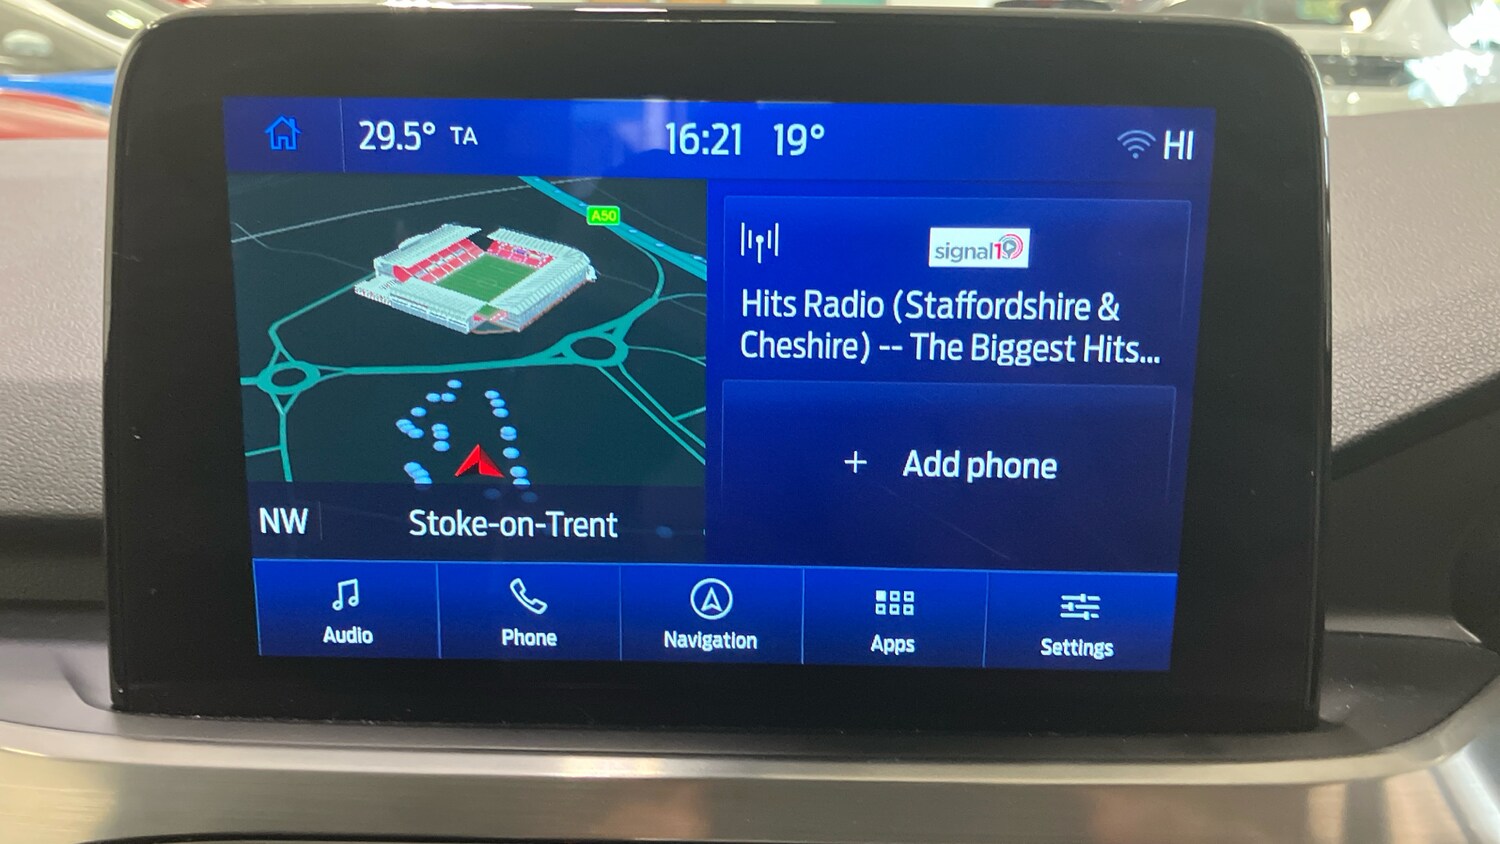 29.5° TA
16:21 19°
HI
A50
signal1
Hits Radio (Staffordshire &
Cheshire) -- The Biggest Hits...
+ Add phone
NW
Stoke-on-Trent
Audio
Phone
Navigation
Apps
Settings